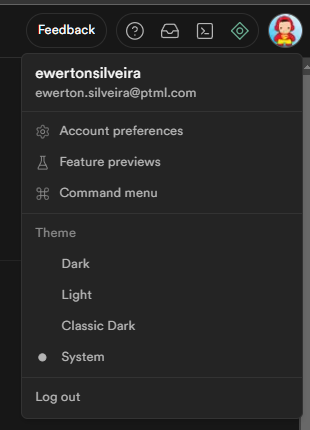 Feedback
ewertonsilveira
ewerton.silveira@ptml.com
Account preferences
Feature previews
Command menu
Theme
Dark
Light
Classic Dark
System
Log out